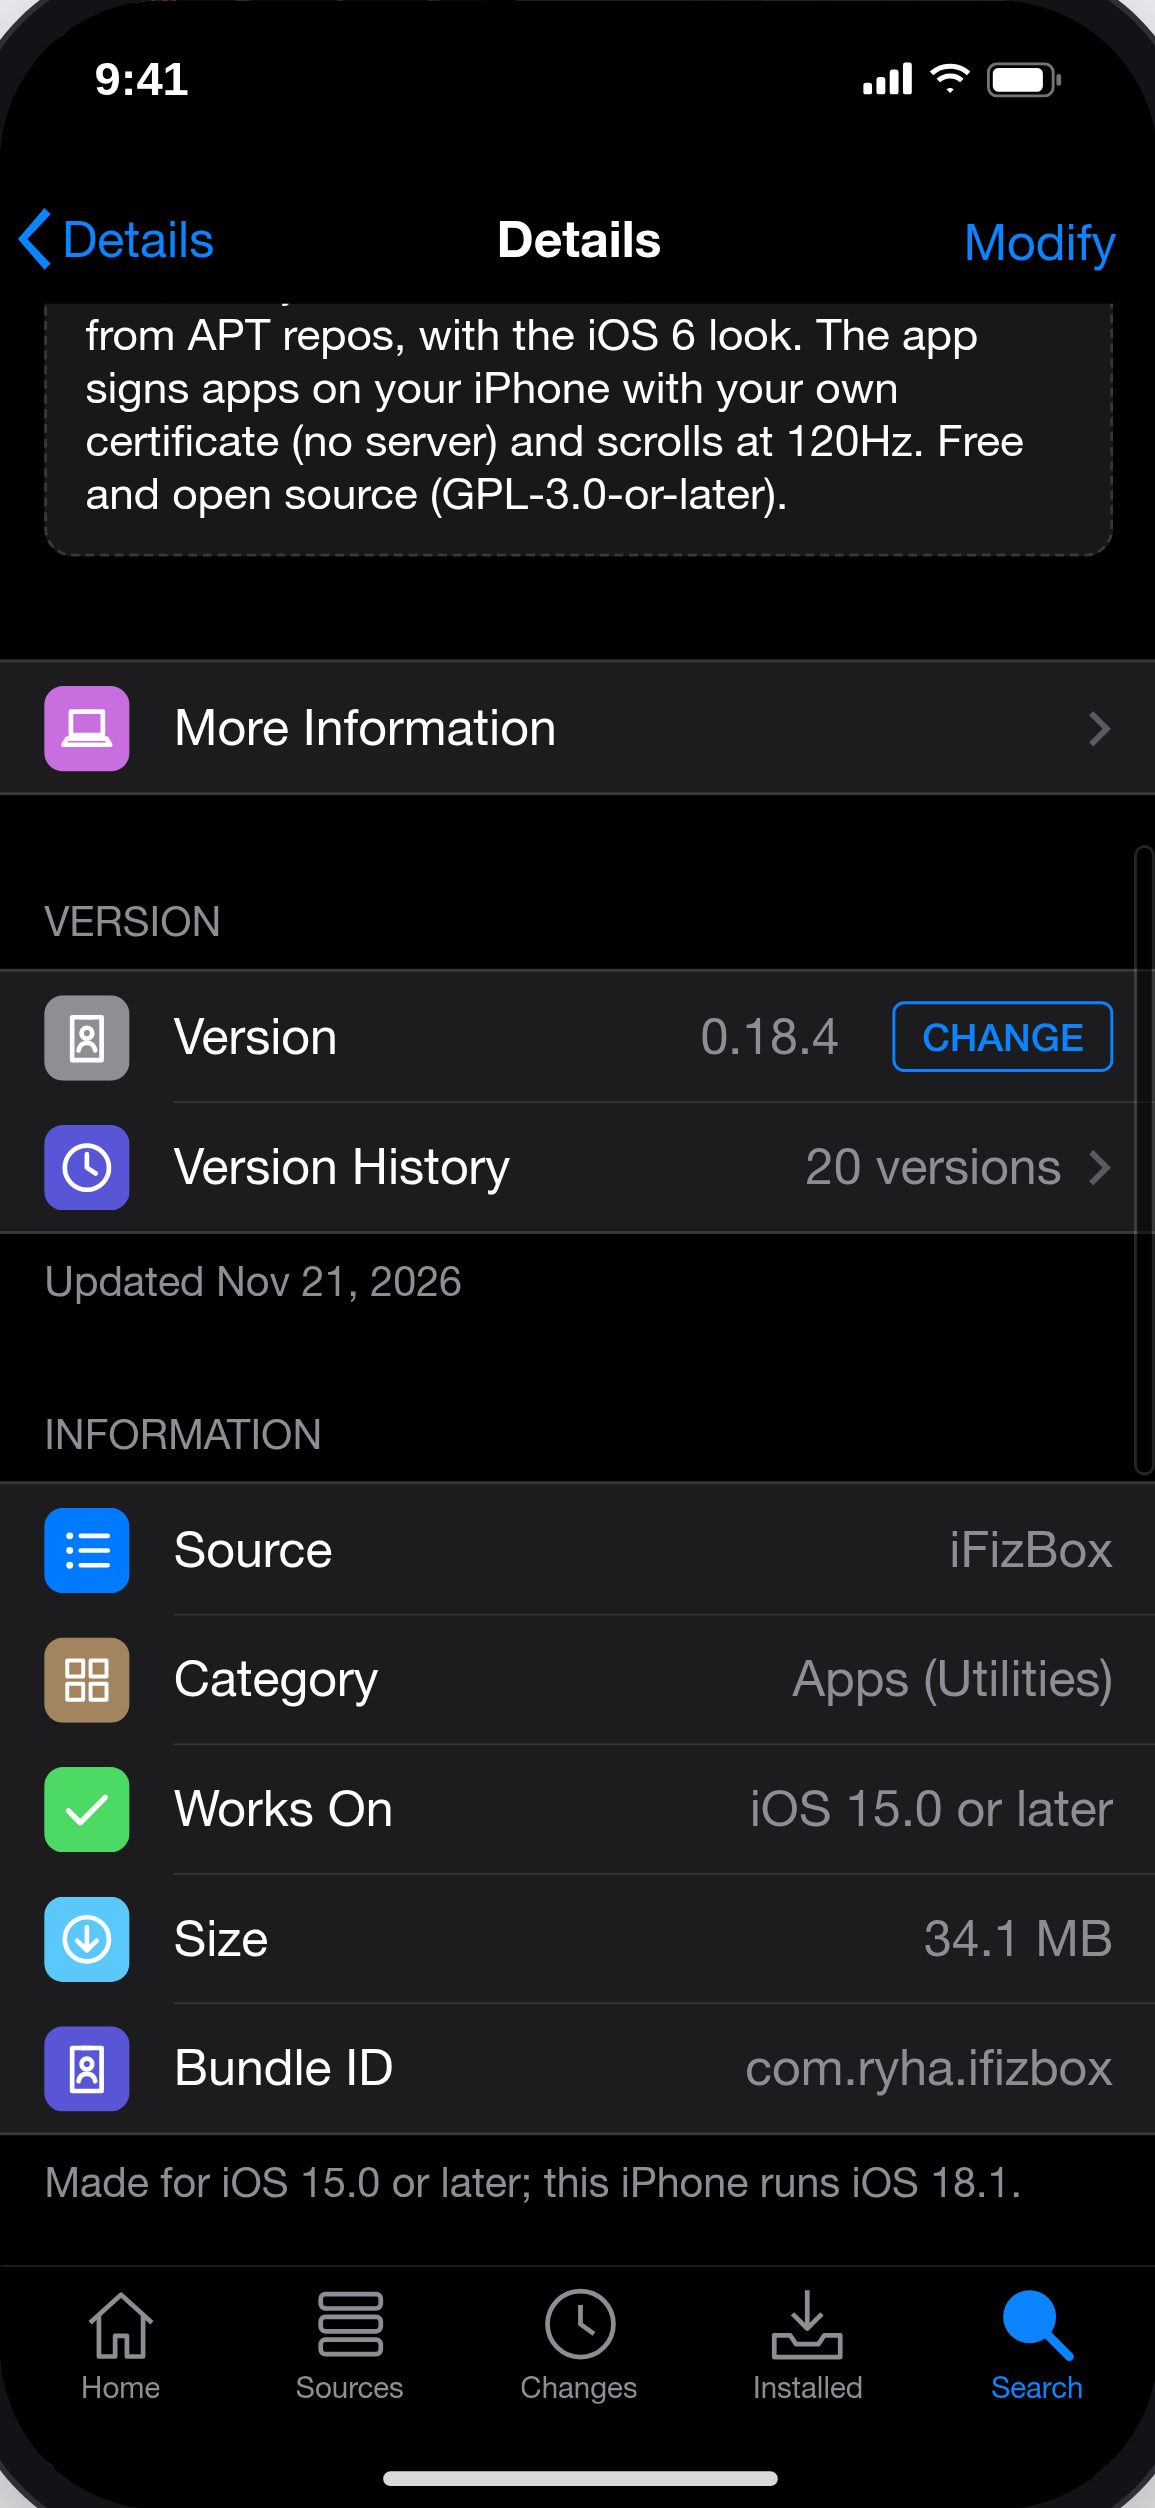 9:41
Details
Details
Modify
from APT repos, with the iOS 6 look. The app
signs apps on your iPhone with your own
certificate (no server) and scrolls at 120Hz. Free
and open source (GPL-3.0-or-later).
More Information
VERSION
Version 0.18.4 CHANGE
Version History 20 versions
Updated Nov 21, 2026
INFORMATION
Source iFizBox
Category Apps (Utilities)
Works On iOS 15.0 or later
Size 34.1 MB
Bundle ID com.ryha.ifizbox
Made for iOS 15.0 or later; this iPhone runs iOS 18.1.
Home Sources Changes Installed Search